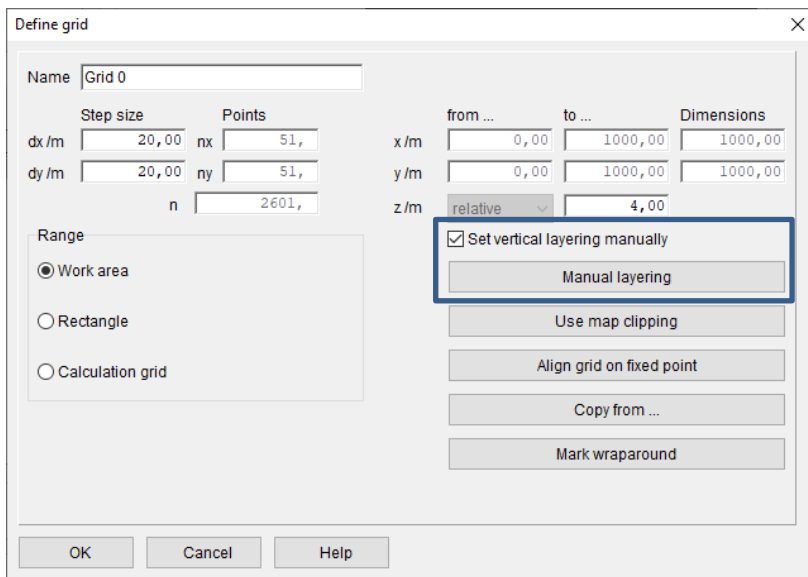 Define grid
Name Grid 0
Step size Points from ... to ... Dimensions
dx /m 20,00 nx 51, x /m 0,00 1000,00 1000,00
dy /m 20,00 ny 51, y /m 0,00 1000,00 1000,00
n 2601, z /m relative 4,00
Range
Set vertical layering manually
Work area
Manual layering
Rectangle
Use map clipping
Calculation grid
Align grid on fixed point
Copy from ...
Mark wraparound
OK Cancel Help